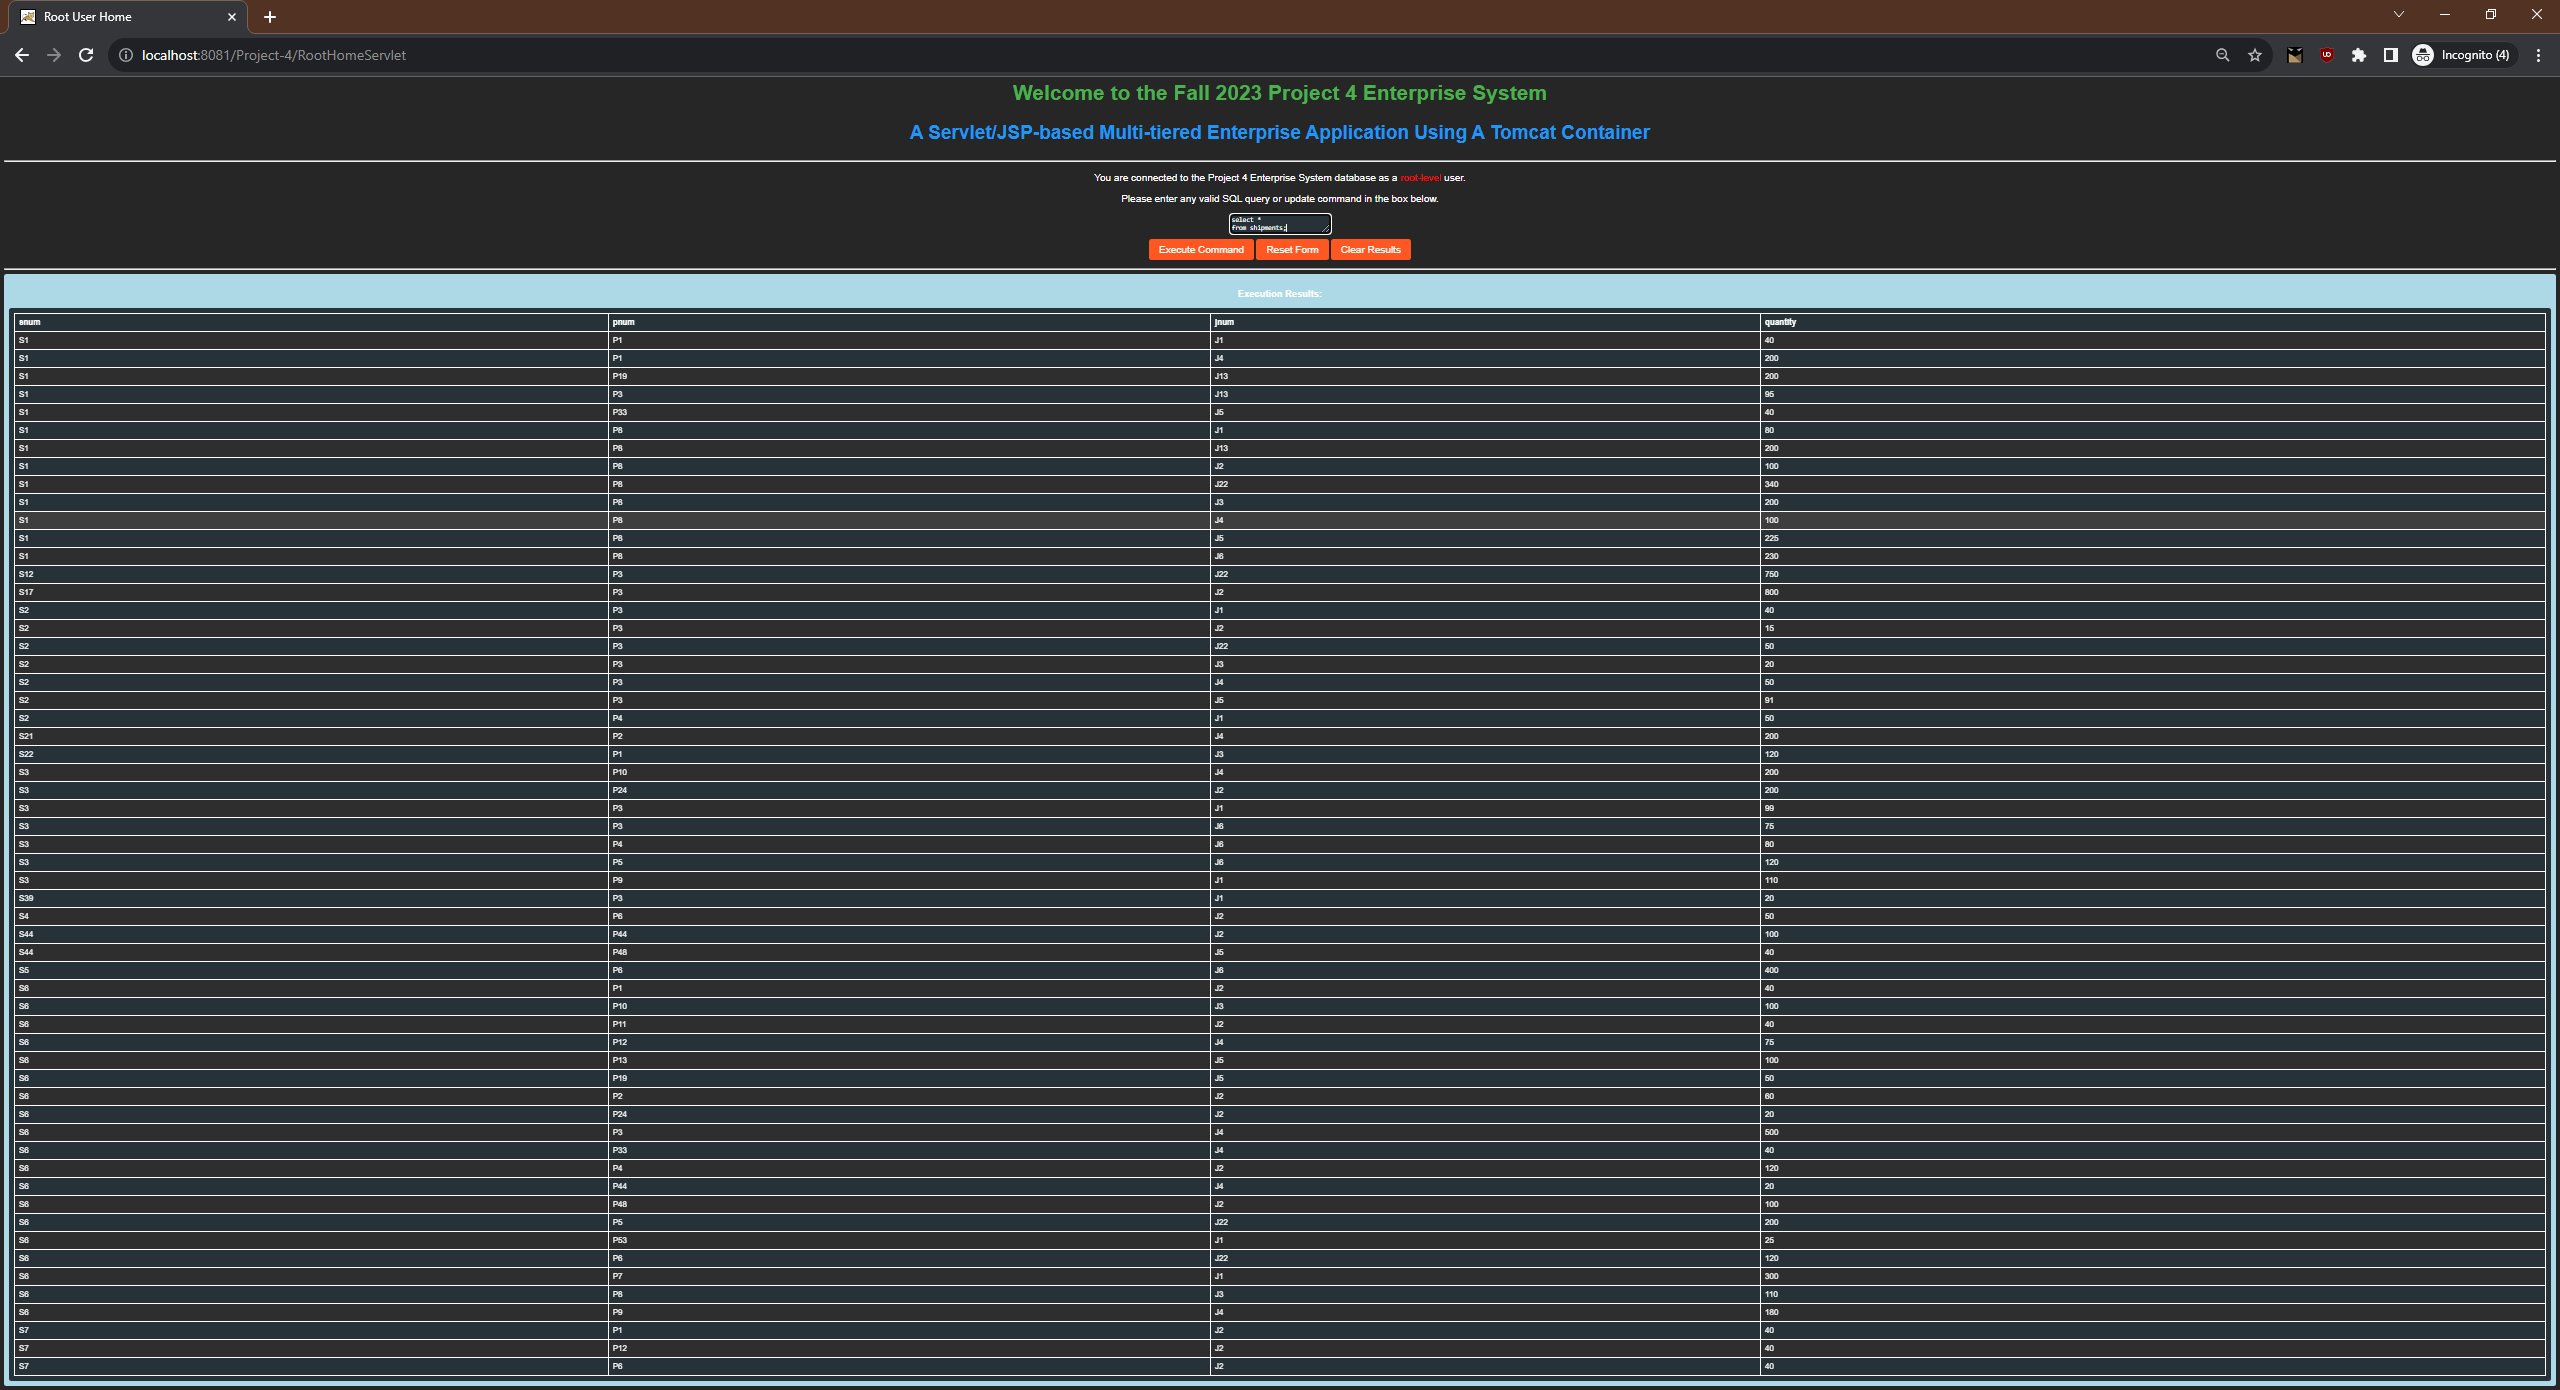 Root User Home
localhost:8081/Project-4/RootHomeServlet
Incognito (4)
Welcome to the Fall 2023 Project 4 Enterprise System
A Servlet/JSP-based Multi-tiered Enterprise Application Using A Tomcat Container
You are connected to the Project 4 Enterprise System database as a root-level user.
Please enter any valid SQL query or update command in the box below.
select *
from shipments;
Execute Command Reset Form Clear Results
Execution Results:
snum pnum jnum quantity
S1 P1 J1 40
S1 P1 J4 200
S1 P19 J13 200
S1 P3 J13 95
S1 P33 J5 40
S1 P8 J1 80
S1 P8 J13 200
S1 P8 J2 100
S1 P8 J22 340
S1 P8 J3 200
S1 P8 J4 100
S1 P8 J5 225
S1 P8 J6 230
S12 P3 J22 750
S17 P3 J2 800
S2 P3 J1 40
S2 P3 J2 15
S2 P3 J22 50
S2 P3 J3 20
S2 P3 J4 50
S2 P3 J5 91
S2 P4 J1 50
S21 P2 J4 200
S22 P1 J3 120
S3 P10 J4 200
S3 P24 J2 200
S3 P3 J1 99
S3 P3 J6 75
S3 P4 J6 80
S3 P5 J6 120
S3 P9 J1 110
S39 P3 J1 20
S4 P6 J2 50
S44 P44 J2 100
S44 P48 J5 40
S5 P6 J6 400
S6 P1 J2 40
S6 P10 J3 100
S6 P11 J2 40
S6 P12 J4 75
S6 P13 J5 100
S6 P19 J5 50
S6 P2 J2 60
S6 P24 J2 20
S6 P3 J4 500
S6 P33 J4 40
S6 P4 J2 120
S6 P44 J4 20
S6 P48 J2 100
S6 P5 J22 200
S6 P53 J1 25
S6 P6 J22 120
S6 P7 J1 300
S6 P8 J3 110
S6 P9 J4 180
S7 P1 J2 40
S7 P12 J2 40
S7 P6 J2 40